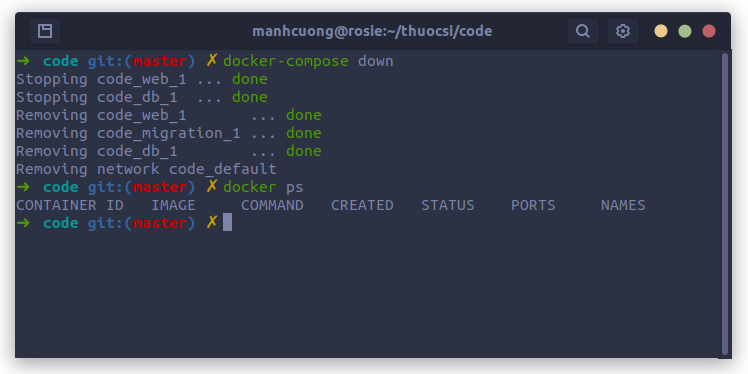 manhcuong@rosie:~/thuocsi/code
➜  code git:(master) ✗ docker-compose down
Stopping code_web_1 ... done
Stopping code_db_1  ... done
Removing code_web_1       ... done
Removing code_migration_1 ... done
Removing code_db_1        ... done
Removing network code_default
➜  code git:(master) ✗ docker ps
CONTAINER ID   IMAGE     COMMAND   CREATED   STATUS    PORTS     NAMES
➜  code git:(master) ✗